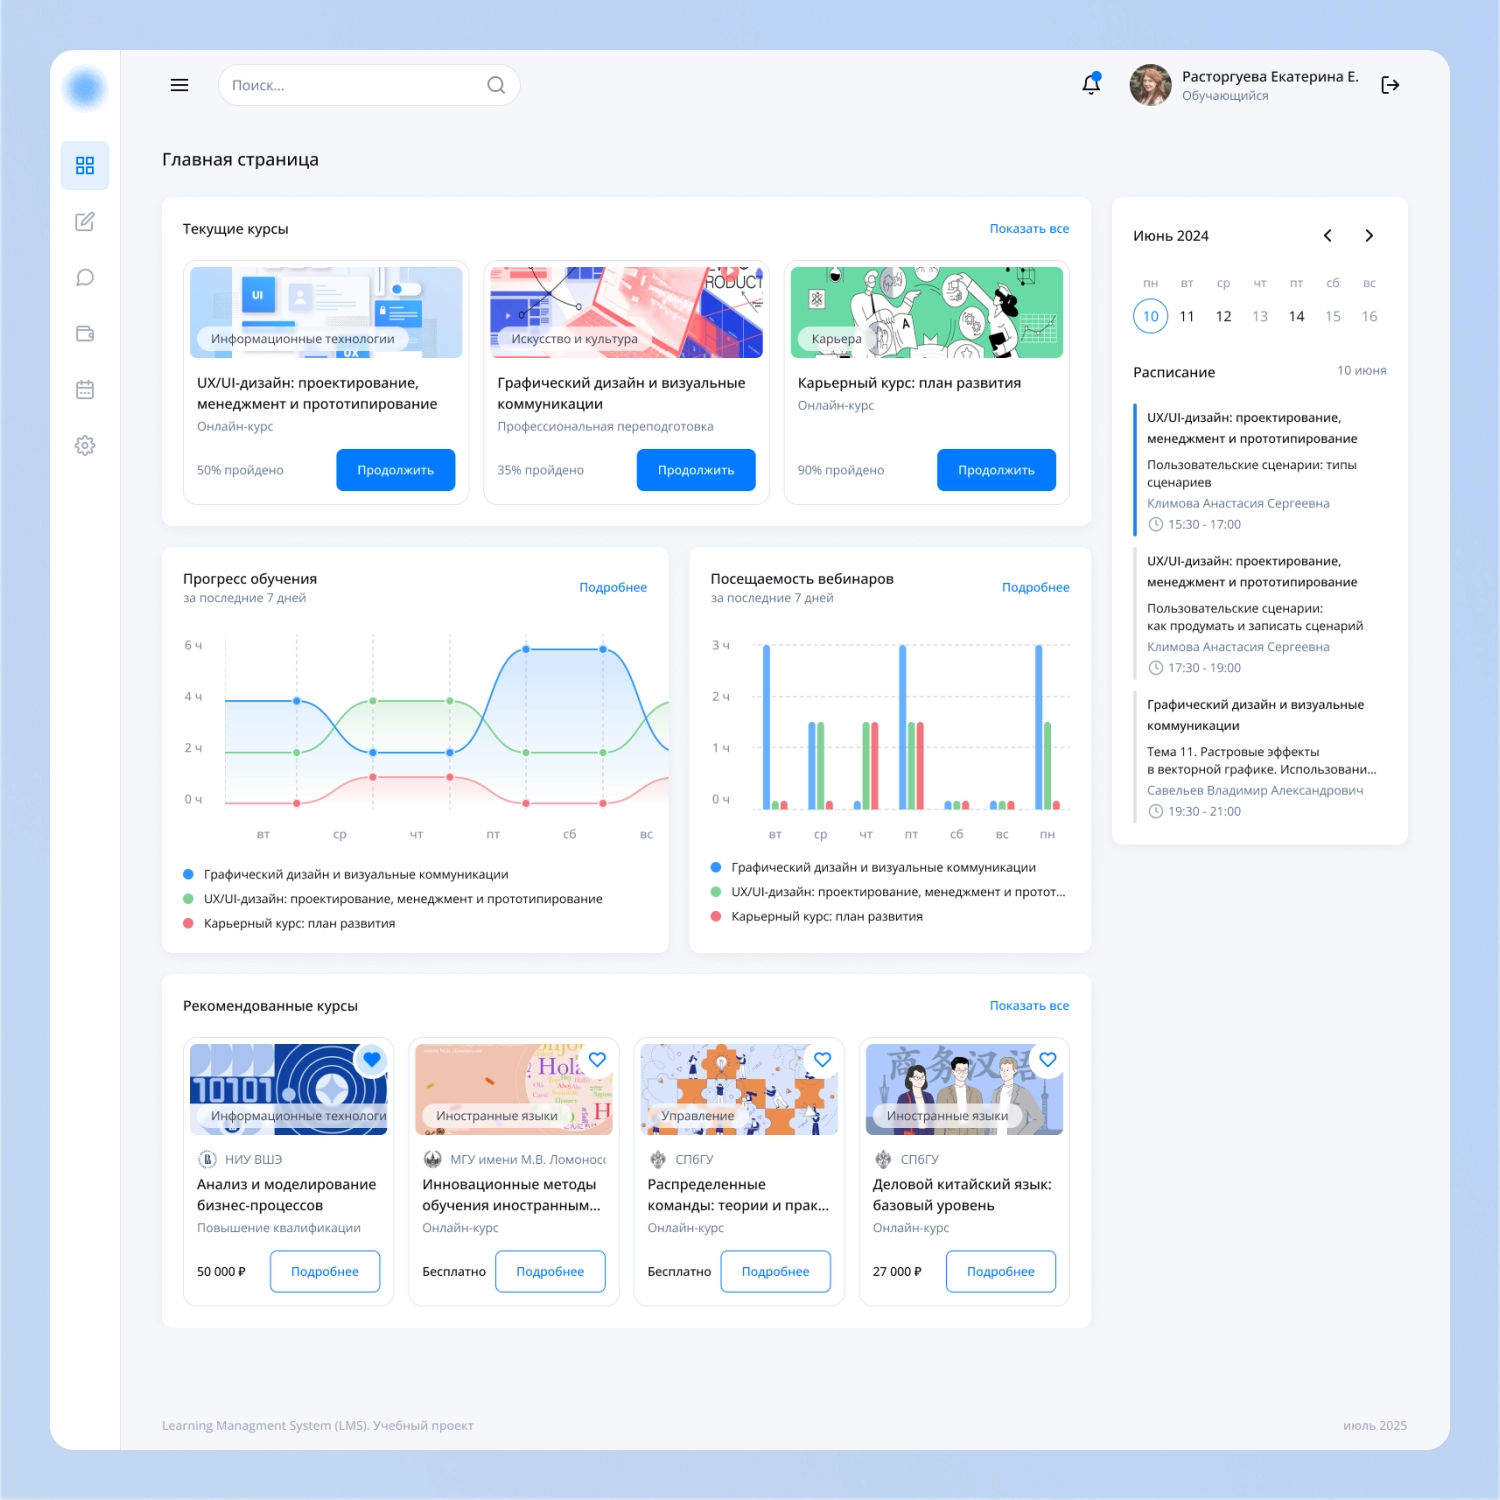 Поиск...
Расторгуева Екатерина Е.
Обучающийся
Главная страница
Текущие курсы
Показать все
UI
UX
Информационные технологии
UX/UI-дизайн: проектирование,
менеджмент и прототипирование
Онлайн-курс
50% пройдено
Продолжить
RODUCT
Искусство и культура
Графический дизайн и визуальные
коммуникации
Профессиональная переподготовка
35% пройдено
Продолжить
A
Карьера
Карьерный курс: план развития
Онлайн-курс
90% пройдено
Продолжить
Июнь 2024
пн вт ср чт пт сб вс
10 11 12 13 14 15 16
Расписание
10 июня
UX/UI-дизайн: проектирование,
менеджмент и прототипирование
Пользовательские сценарии: типы
сценариев
Климова Анастасия Сергеевна
15:30 - 17:00
UX/UI-дизайн: проектирование,
менеджмент и прототипирование
Пользовательские сценарии:
как продумать и записать сценарий
Климова Анастасия Сергеевна
17:30 - 19:00
Графический дизайн и визуальные
коммуникации
Тема 11. Растровые эффекты
в векторной графике. Использовани...
Савельев Владимир Александрович
19:30 - 21:00
Прогресс обучения
за последние 7 дней
Подробнее
6 ч
4 ч
2 ч
0 ч
вт ср чт пт сб вс
Графический дизайн и визуальные коммуникации
UX/UI-дизайн: проектирование, менеджмент и прототипирование
Карьерный курс: план развития
Посещаемость вебинаров
за последние 7 дней
Подробнее
3 ч
2 ч
1 ч
0 ч
вт ср чт пт сб вс пн
Графический дизайн и визуальные коммуникации
UX/UI-дизайн: проектирование, менеджмент и протот...
Карьерный курс: план развития
Рекомендованные курсы
Показать все
10101
Информационные технологи
НИУ ВШЭ
Анализ и моделирование
бизнес-процессов
Повышение квалификации
50 000 ₽
Подробнее
Hola
Иностранные языки
МГУ имени М.В. Ломонос
Инновационные методы
обучения иностранным...
Онлайн-курс
Бесплатно
Подробнее
Управление
СПбГУ
Распределенные
команды: теории и прак...
Онлайн-курс
Бесплатно
Подробнее
商务汉语
Иностранные языки
СПбГУ
Деловой китайский язык:
базовый уровень
Онлайн-курс
27 000 ₽
Подробнее
Learning Managment System (LMS). Учебный проект
июль 2025